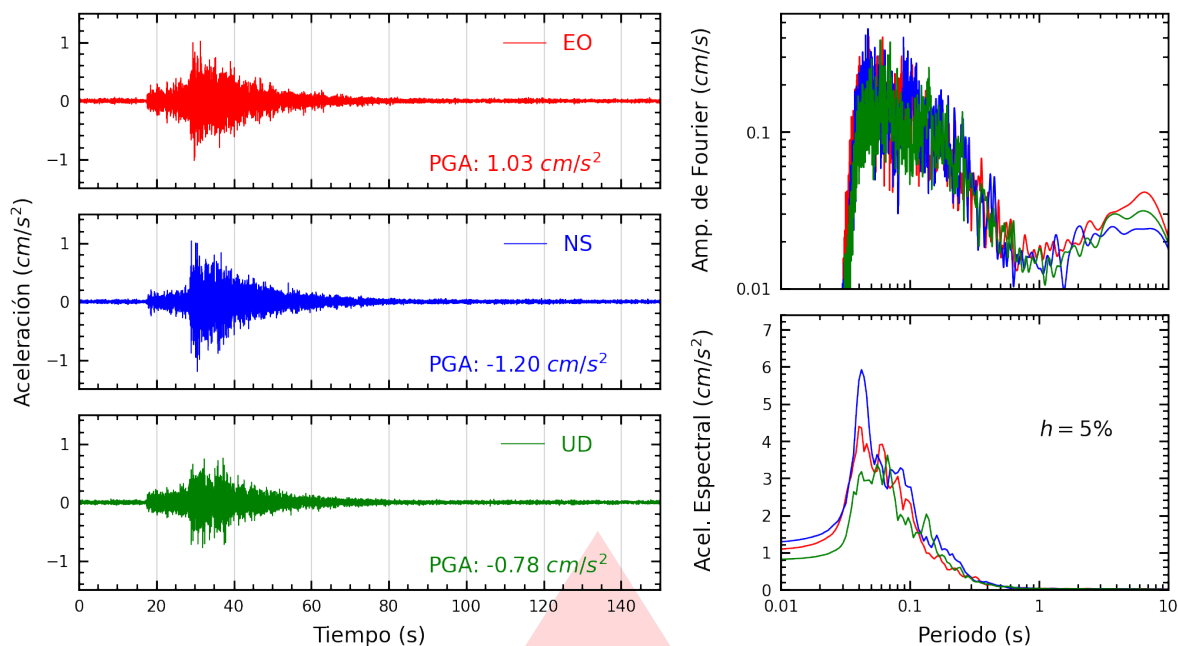 Aceleración (cm/s²)
1
0
−1
EO
PGA: 1.03 cm/s²
1
0
−1
NS
PGA: -1.20 cm/s²
1
0
−1
UD
PGA: -0.78 cm/s²
0 20 40 60 80 100 120 140
Tiempo (s)
Amp. de Fourier (cm/s)
0.1
0.01
Acel. Espectral (cm/s²)
7
6
5
4
3
2
1
0
h = 5%
0.01 0.1 1 10
Periodo (s)